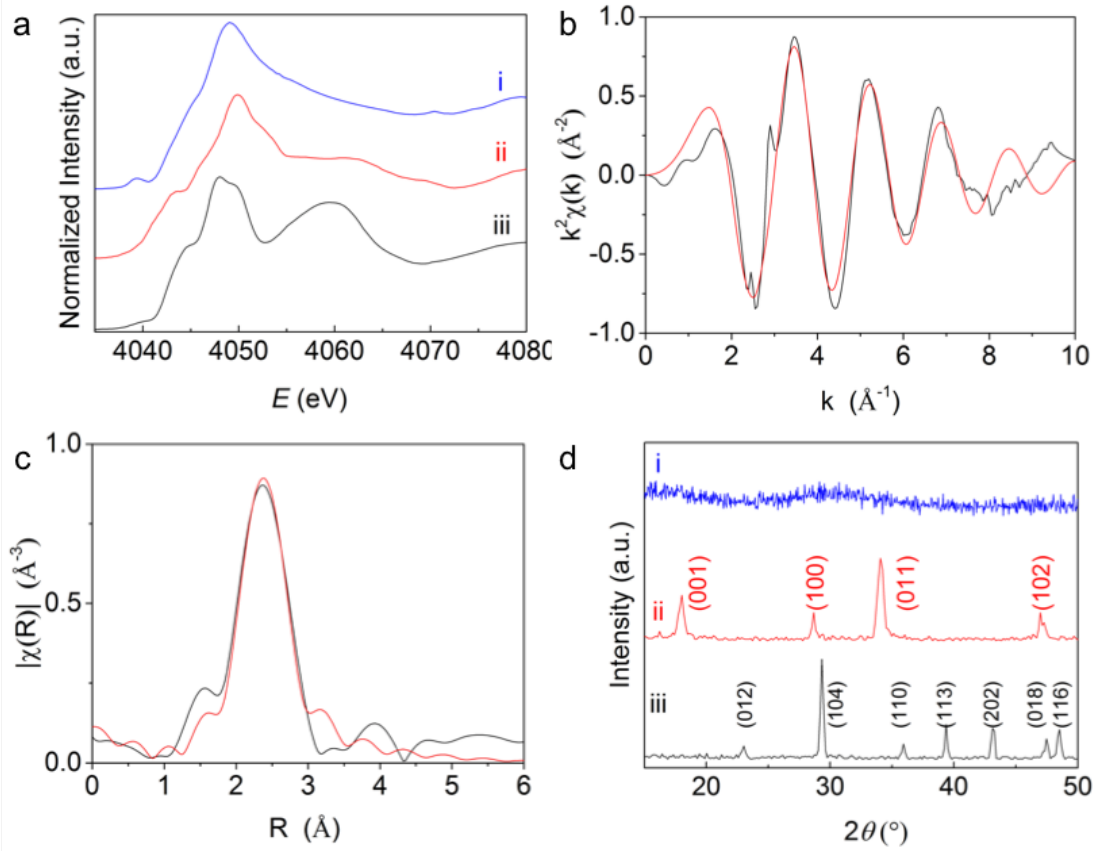 a
Normalized Intensity (a.u.)
i
ii
iii
4040 4050 4060 4070 4080
E (eV)
b
k²χ(k) (Å⁻²)
1.0
0.5
0.0
-0.5
-1.0
0 2 4 6 8 10
k (Å⁻¹)
c
|χ(R)| (Å⁻³)
1.0
0.5
0.0
0 1 2 3 4 5 6
R (Å)
d
Intensity (a.u.)
i
ii
(001) (100) (011) (102)
iii
(012) (104) (110) (113) (202) (018) (116)
20 30 40 50
2θ (°)